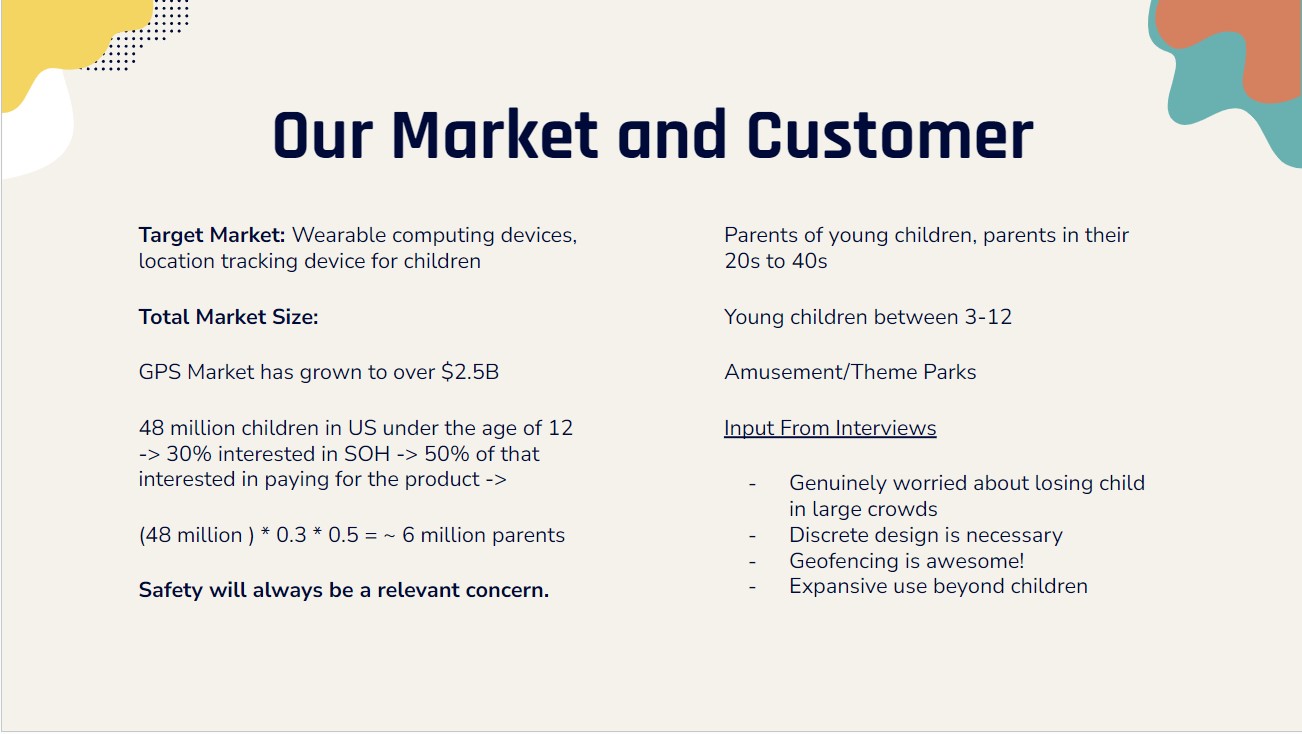 Our Market and Customer
Target Market: Wearable computing devices,
location tracking device for children
Total Market Size:
GPS Market has grown to over $2.5B
48 million children in US under the age of 12
-> 30% interested in SOH -> 50% of that
interested in paying for the product ->
(48 million ) * 0.3 * 0.5 = ~ 6 million parents
Safety will always be a relevant concern.
Parents of young children, parents in their
20s to 40s
Young children between 3-12
Amusement/Theme Parks
Input From Interviews
- Genuinely worried about losing child
in large crowds
- Discrete design is necessary
- Geofencing is awesome!
- Expansive use beyond children